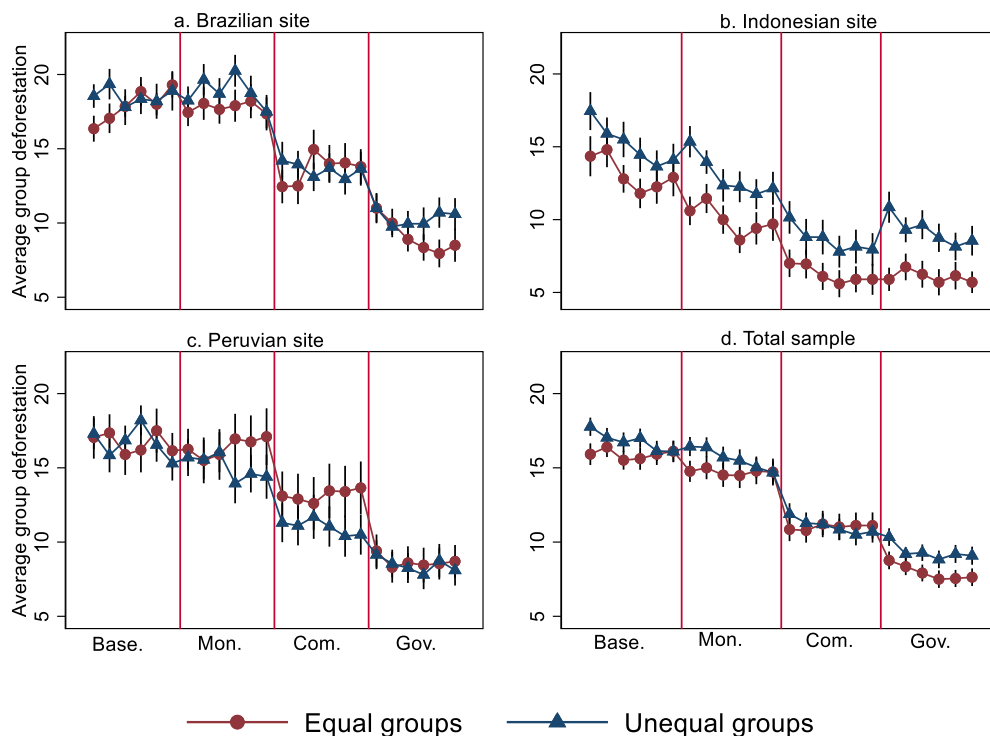 a. Brazilian site
b. Indonesian site
Average group deforestation
20
15
10
5
20
15
10
5
c. Peruvian site
d. Total sample
Average group deforestation
20
15
10
5
20
15
10
5
Base. Mon. Com. Gov.
Base. Mon. Com. Gov.
Equal groups Unequal groups